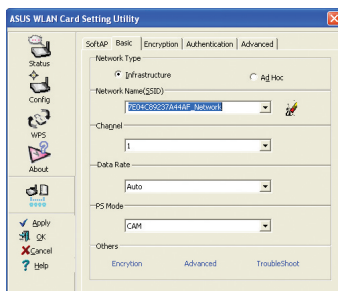 ASUS WLAN Card Setting Utility
Status
Config
WPS
About
Apply
OK
Cancel
Help
SoftAP Basic Encryption Authentication Advanced
Network Type
Infrastructure
Ad Hoc
Network Name(SSID)
7E04C89237A44AF_Network
Channel
1
Data Rate
Auto
PS Mode
CAM
Others
Encrytion Advanced TroubleShoot